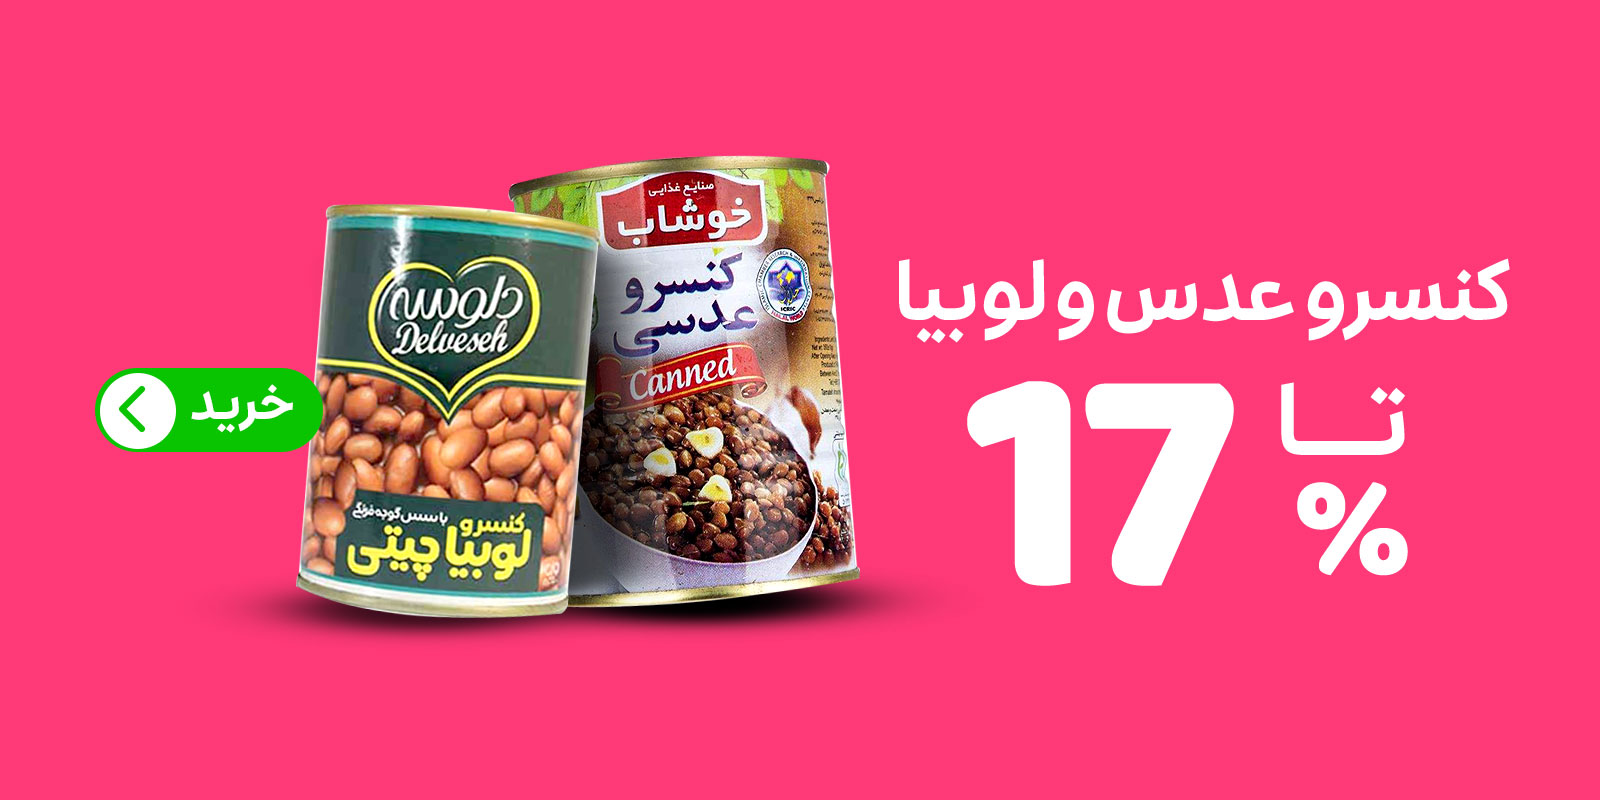 کنسرو عدس و لوبیا
تا
17
%
خرید
صنایع غذایی
خوشاب
کنسرو
عدسی
Canned
ICRIC
دلوسه
Delveseh
کنسرو
با سس گوجه فرنگی
لوبیا چیتی